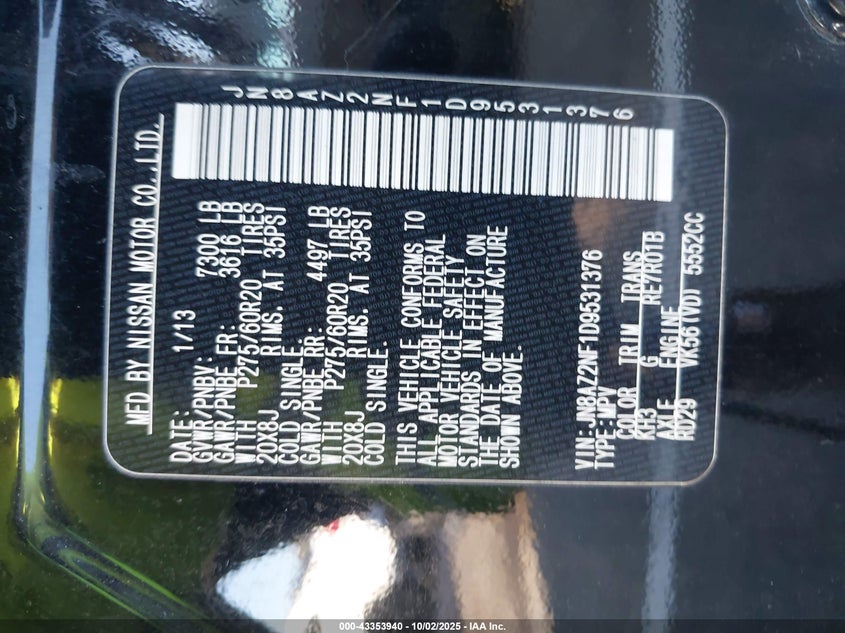 JN8AZ2NF1D9531376
MFD BY NISSAN MOTOR CO.,LTD.
DATE: 1/13
GVWR/PNBV: 7300 LB
GAWR/PNBE FR: 3616 LB
WITH P275/60R20 TIRES
20X8J RIMS. AT 35PSI
COLD SINGLE.
GAWR/PNBE RR: 4497 LB
WITH P275/60R20 TIRES
20X8J RIMS. AT 35PSI
COLD SINGLE.
THIS VEHICLE CONFORMS TO
ALL APPLICABLE FEDERAL
MOTOR VEHICLE SAFETY
STANDARDS IN EFFECT ON
THE DATE OF MANUFACTURE
SHOWN ABOVE.
VIN:JN8AZ2NF1D9531376
TYPE:MPV
COLOR TRIM TRANS
KH3 G RE7R01B
AXLE ENGINE
RD29 VK56(VD) 5552CC
000-43353940 - 10/02/2025 - IAA Inc.